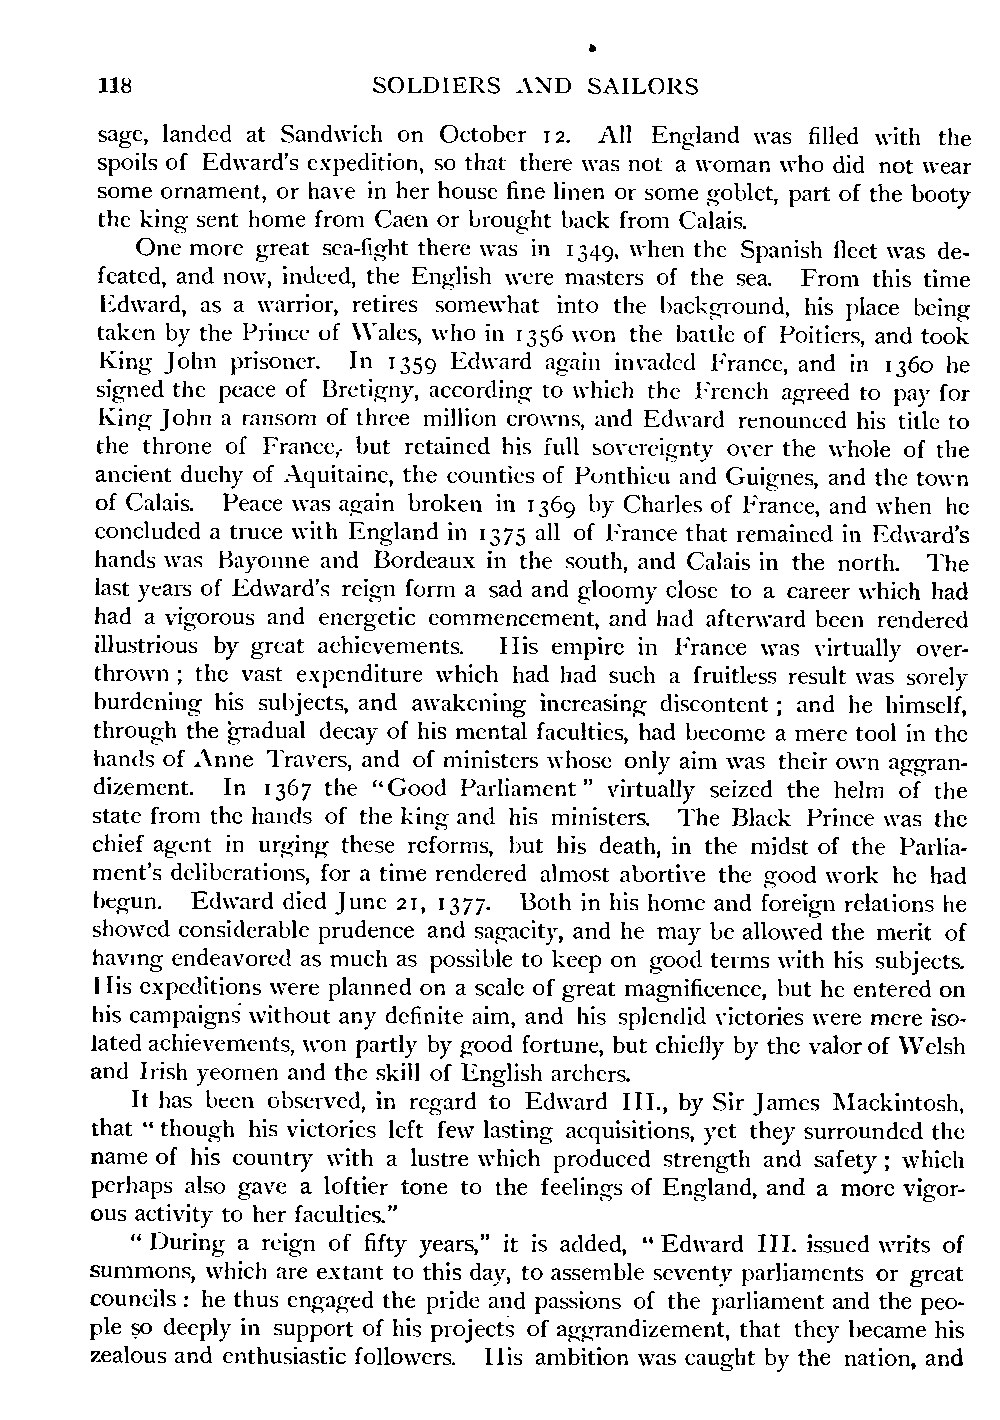 118 SOLDIERS AND SAILORS
sage, landed at Sandwich on October 12. All England was filled with the
spoils of Edward's expedition, so that there was not a woman who did not wear
some ornament, or have in her house fine linen or some goblet, part of the booty
the king sent home from Caen or brought back from Calais.
One more great sea-fight there was in 1349, when the Spanish fleet was de-
feated, and now, indeed, the English were masters of the sea. From this time
Edward, as a warrior, retires somewhat into the background, his place being
taken by the Prince of Wales, who in 1356 won the battle of Poitiers, and took
King John prisoner. In 1359 Edward again invaded France, and in 1360 he
signed the peace of Bretigny, according to which the French agreed to pay for
King John a ransom of three million crowns, and Edward renounced his title to
the throne of France, but retained his full sovereignty over the whole of the
ancient duchy of Aquitaine, the counties of Ponthieu and Guignes, and the town
of Calais. Peace was again broken in 1369 by Charles of France, and when he
concluded a truce with England in 1375 all of France that remained in Edward's
hands was Bayonne and Bordeaux in the south, and Calais in the north. The
last years of Edward's reign form a sad and gloomy close to a career which had
had a vigorous and energetic commencement, and had afterward been rendered
illustrious by great achievements. His empire in France was virtually over-
thrown ; the vast expenditure which had had such a fruitless result was sorely
burdening his subjects, and awakening increasing discontent ; and he himself,
through the gradual decay of his mental faculties, had become a mere tool in the
hands of Anne Travers, and of ministers whose only aim was their own aggran-
dizement. In 1367 the "Good Parliament" virtually seized the helm of the
state from the hands of the king and his ministers. The Black Prince was the
chief agent in urging these reforms, but his death, in the midst of the Parlia-
ment's deliberations, for a time rendered almost abortive the good work he had
begun. Edward died June 21, 1377. Both in his home and foreign relations he
showed considerable prudence and sagacity, and he may be allowed the merit of
having endeavored as much as possible to keep on good terms with his subjects.
His expeditions were planned on a scale of great magnificence, but he entered on
his campaigns without any definite aim, and his splendid victories were mere iso-
lated achievements, won partly by good fortune, but chiefly by the valor of Welsh
and Irish yeomen and the skill of English archers.
It has been observed, in regard to Edward III., by Sir James Mackintosh,
that "though his victories left few lasting acquisitions, yet they surrounded the
name of his country with a lustre which produced strength and safety ; which
perhaps also gave a loftier tone to the feelings of England, and a more vigor-
ous activity to her faculties."
"During a reign of fifty years," it is added, "Edward III. issued writs of
summons, which are extant to this day, to assemble seventy parliaments or great
councils : he thus engaged the pride and passions of the parliament and the peo-
ple so deeply in support of his projects of aggrandizement, that they became his
zealous and enthusiastic followers. His ambition was caught by the nation, and